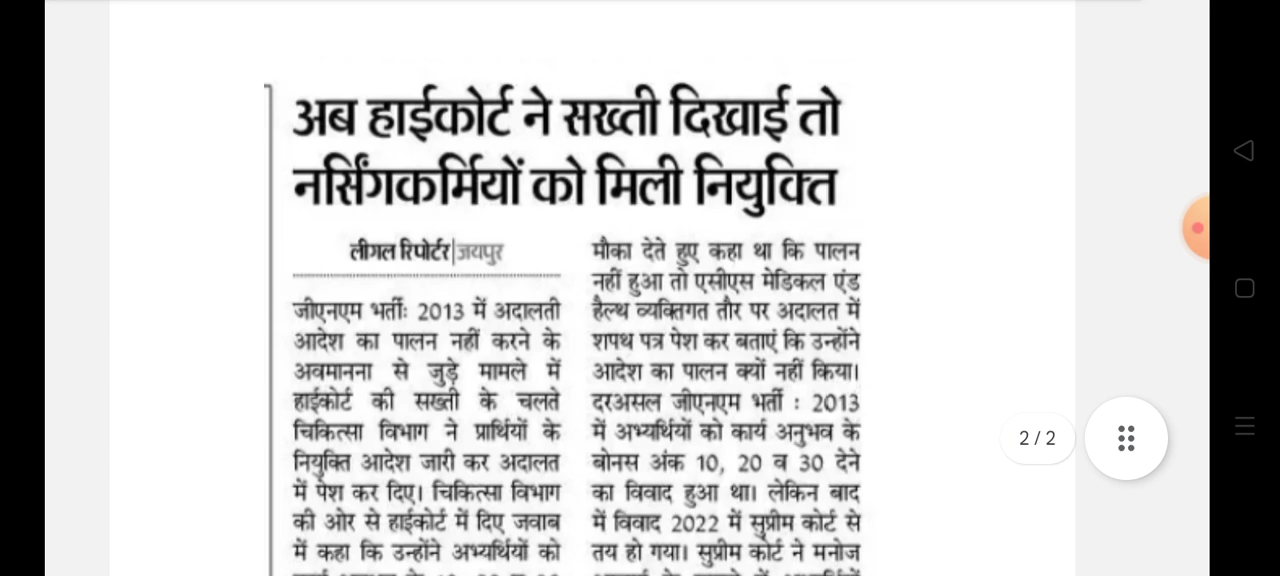 अब हाईकोर्ट ने सख्ती दिखाई तो
नर्सिंगकर्मियों को मिली नियुक्ति
लीगल रिपोर्टर|जयपुर
जीएनएम भर्तीः 2013 में अदालती
आदेश का पालन नहीं करने के
अवमानना से जुड़े मामले में
हाईकोर्ट की सख्ती के चलते
चिकित्सा विभाग ने प्रार्थियों के
नियुक्ति आदेश जारी कर अदालत
में पेश कर दिए। चिकित्सा विभाग
की ओर से हाईकोर्ट में दिए जवाब
में कहा कि उन्होंने अभ्यर्थियों को
मौका देते हुए कहा था कि पालन
नहीं हुआ तो एसीएस मेडिकल एंड
हैल्थ व्यक्तिगत तौर पर अदालत में
शपथ पत्र पेश कर बताएं कि उन्होंने
आदेश का पालन क्यों नहीं किया।
दरअसल जीएनएम भर्ती : 2013
में अभ्यर्थियों को कार्य अनुभव के
बोनस अंक 10, 20 व 30 देने
का विवाद हुआ था। लेकिन बाद
में विवाद 2022 में सुप्रीम कोर्ट से
तय हो गया। सुप्रीम कोर्ट ने मनोज
2 / 2